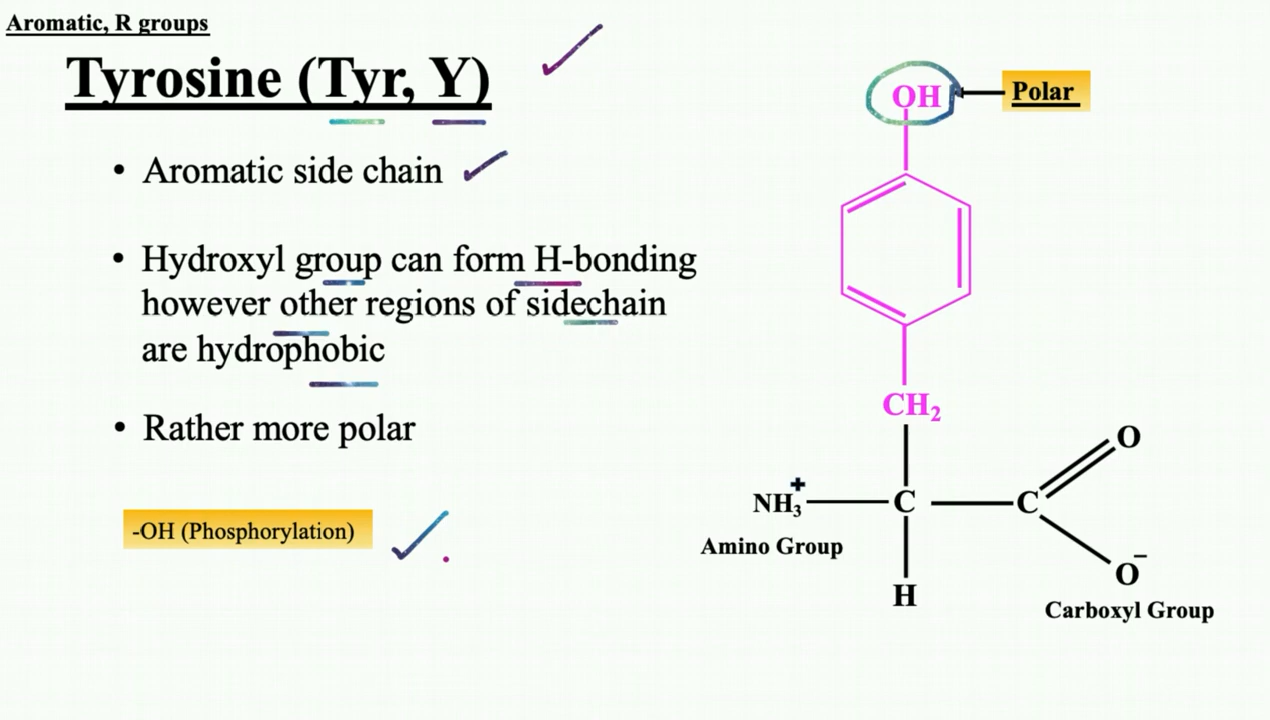 Aromatic, R groups
Tyrosine (Tyr, Y)
• Aromatic side chain
• Hydroxyl group can form H-bonding
however other regions of sidechain
are hydrophobic
• Rather more polar
-OH (Phosphorylation)
OH
Polar
CH₂
O
NH₃⁺
C
C
Amino Group
H
O⁻
Carboxyl Group